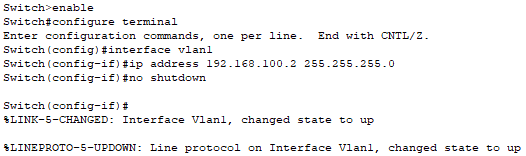 Switch>enable
Switch#configure terminal
Enter configuration commands, one per line.  End with CNTL/Z.
Switch(config)#interface vlan1
Switch(config-if)#ip address 192.168.100.2 255.255.255.0
Switch(config-if)#no shutdown
Switch(config-if)#
%LINK-5-CHANGED: Interface Vlan1, changed state to up
%LINEPROTO-5-UPDOWN: Line protocol on Interface Vlan1, changed state to up